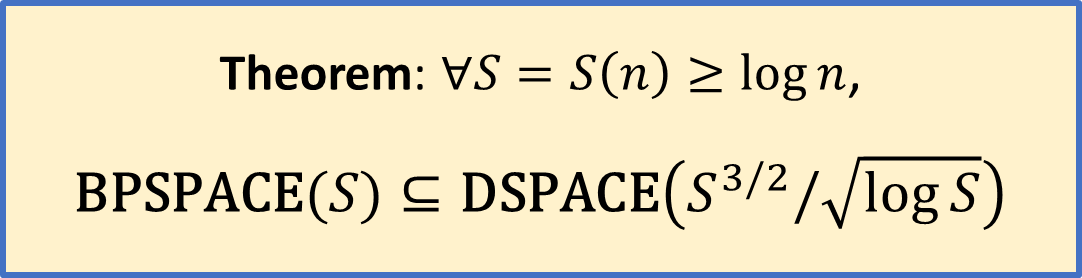 Theorem: ∀𝑆 = 𝑆(𝑛) ≥ log 𝑛,
BPSPACE(𝑆) ⊆ DSPACE(𝑆^{3/2}/√(log 𝑆))